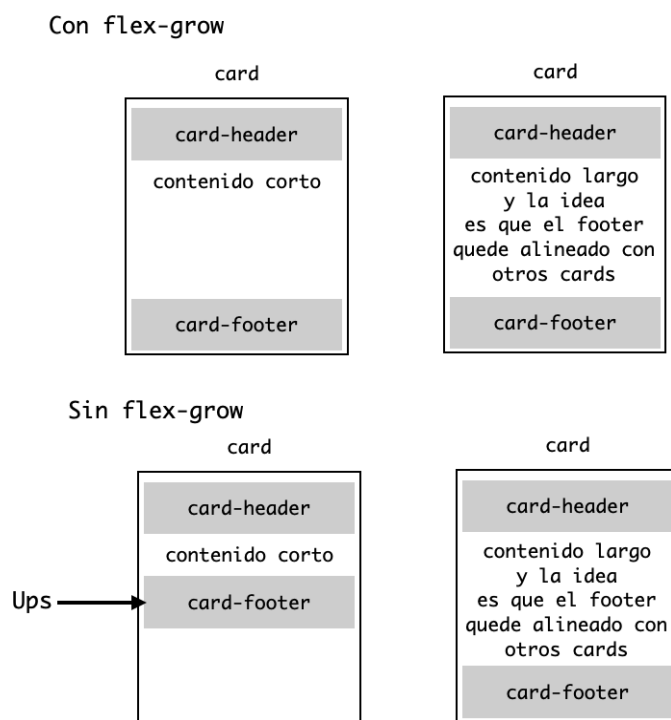 Con flex-grow
card
card-header
contenido corto
card-footer
card
card-header
contenido largo
y la idea
es que el footer
quede alineado con
otros cards
card-footer
Sin flex-grow
card
card-header
contenido corto
Ups
card-footer
card
card-header
contenido largo
y la idea
es que el footer
quede alineado con
otros cards
card-footer